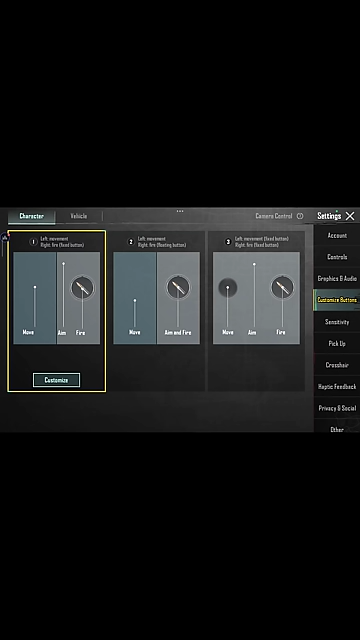 Character
Vehicle
Camera Control
Settings
1 Left: movement
Right: fire (fixed button)
2 Left: movement
Right: fire (floating button)
3 Left: movement (fixed button)
Right: fire (fixed button)
Move
Aim
Fire
Move
Aim and Fire
Move
Aim
Fire
Customize
Account
Controls
Graphics & Audio
Customize Buttons
Sensitivity
Pick Up
Crosshair
Haptic Feedback
Privacy & Social
Other